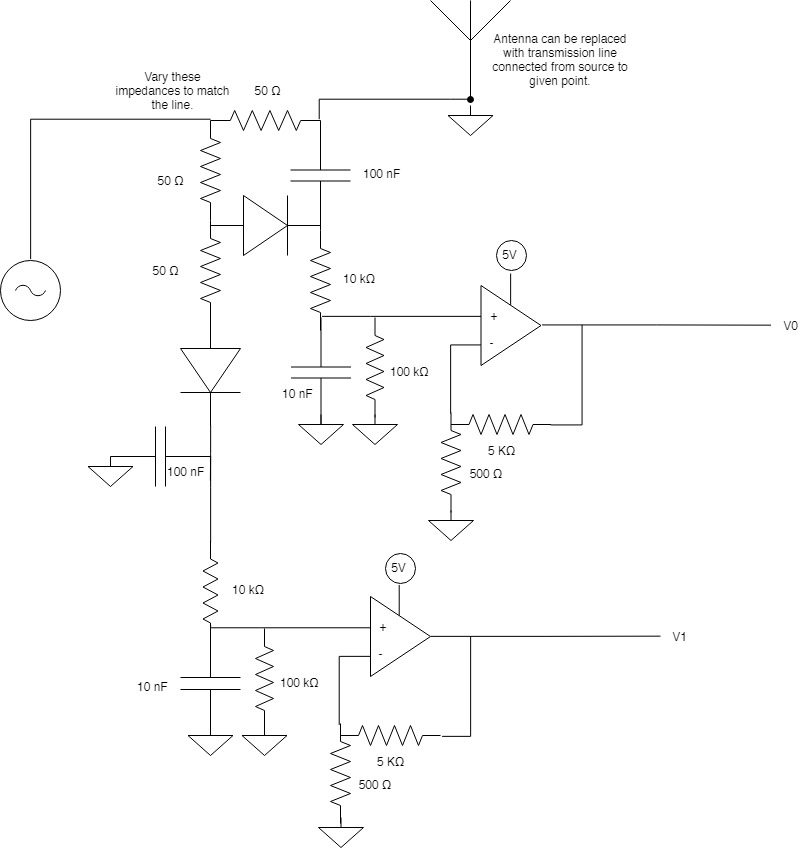 Antenna can be replaced
with transmission line
connected from source to
given point.
Vary these
impedances to match
the line.
50 Ω
50 Ω
100 nF
50 Ω
10 kΩ
5V
+
-
V0
10 nF
100 kΩ
5 KΩ
500 Ω
100 nF
10 kΩ
5V
+
-
V1
10 nF
100 kΩ
5 KΩ
500 Ω